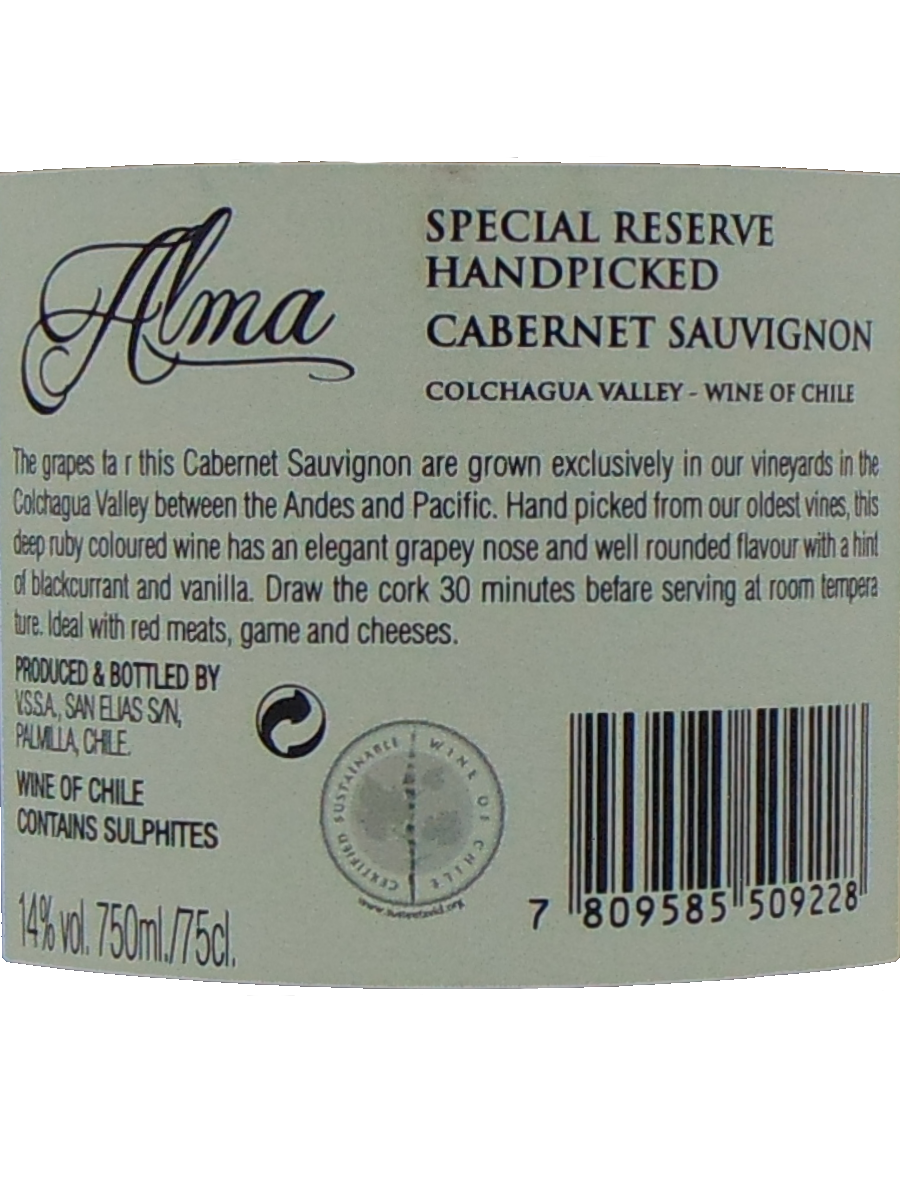 Alma
SPECIAL RESERVE
HANDPICKED
CABERNET SAUVIGNON
COLCHAGUA VALLEY - WINE OF CHILE
The grapes fa r this Cabernet Sauvignon are grown exclusively in our vineyards in the
Colchagua Valley between the Andes and Pacific. Hand picked from our oldest vines, this
deep ruby coloured wine has an elegant grapey nose and well rounded flavour with a hint
of blackcurrant and vanilla. Draw the cork 30 minutes befare serving at room tempera
ture. Ideal with red meats, game and cheeses.
PRODUCED & BOTTLED BY
V.S.S.A., SAN ELIAS S/N,
PALMILLA, CHILE.
WINE OF CHILE
CONTAINS SULPHITES
14% vol. 750ml./75cl.
CERTIFIED SUSTAINABLE WINE OF CHILE
7 809585 509228